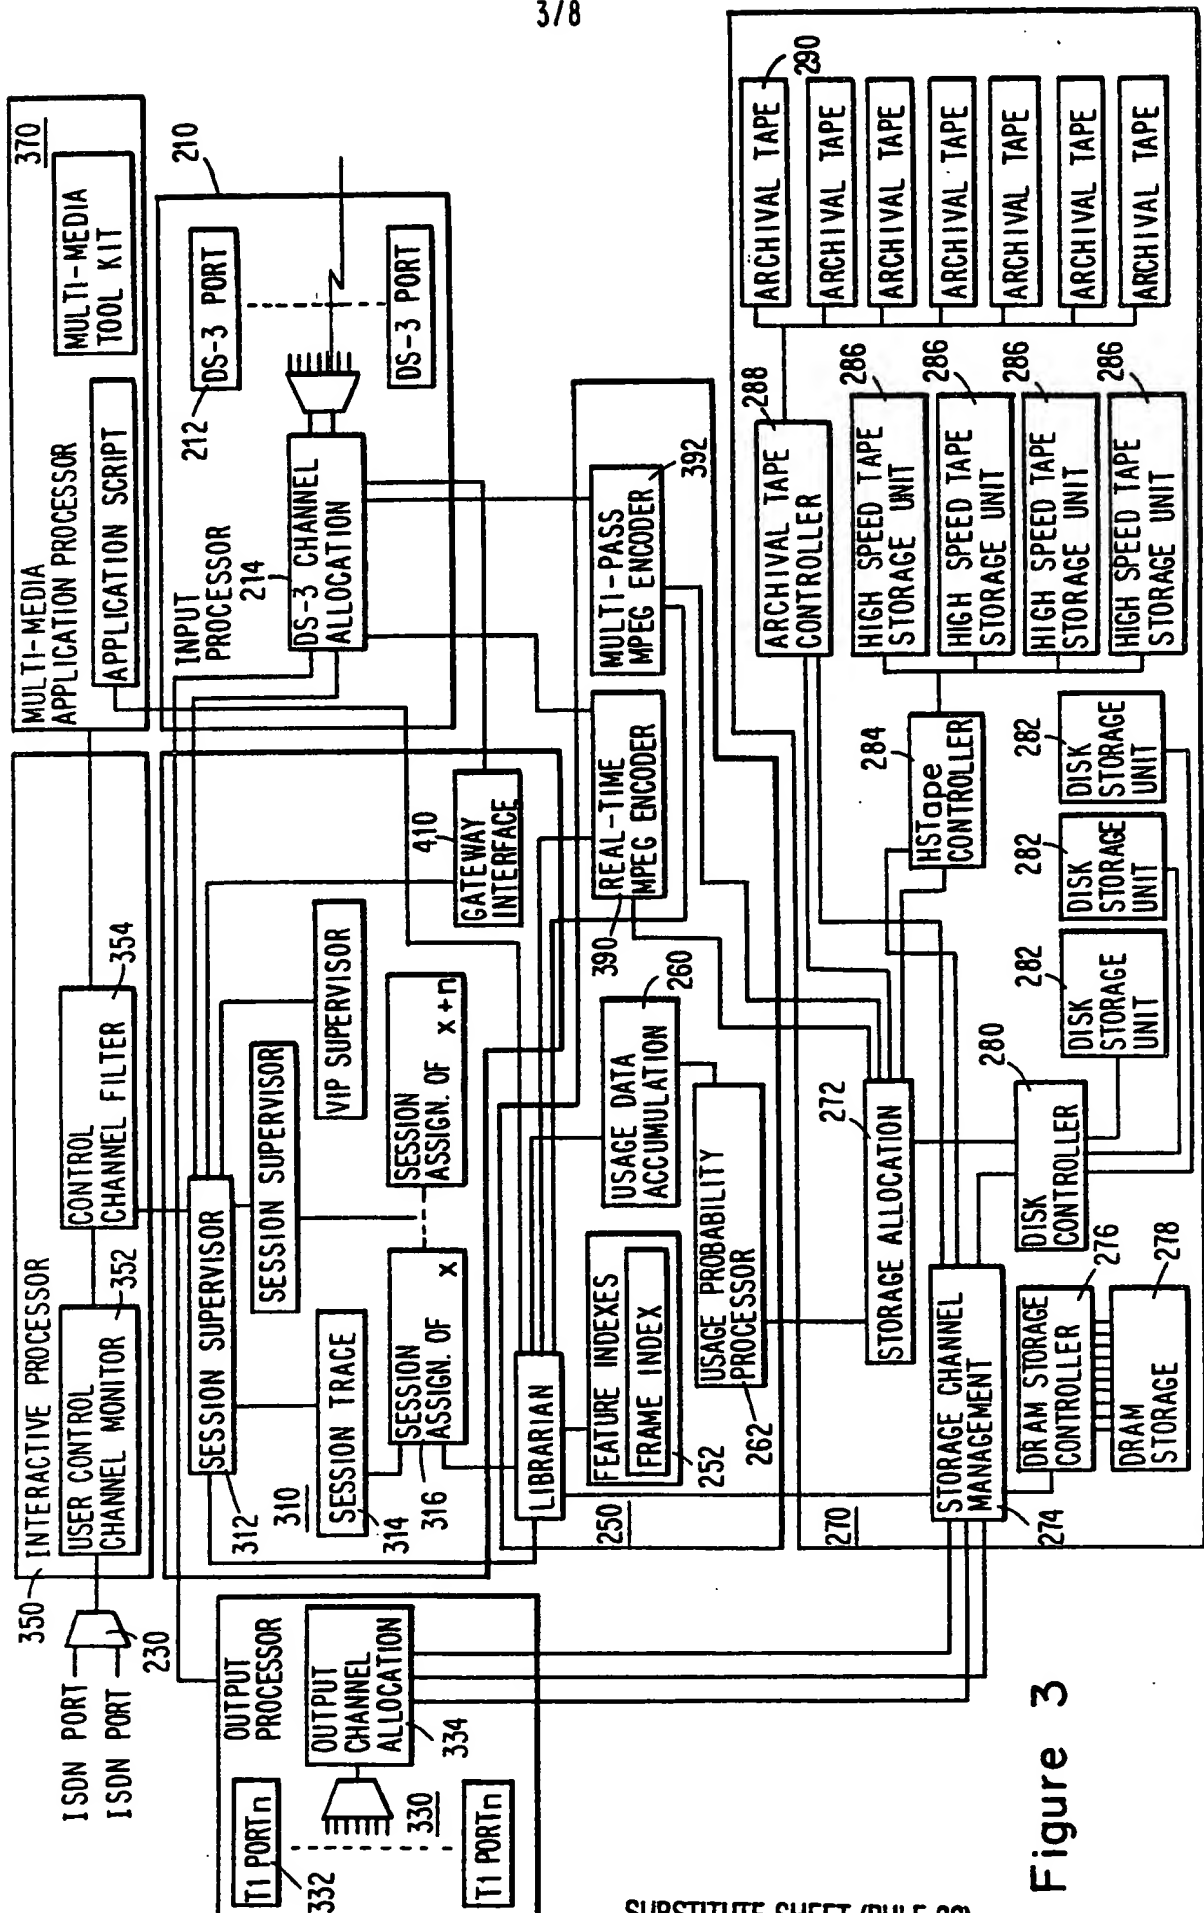 3/8
MULTI-MEDIA
APPLICATION PROCESSOR
370
APPLICATION SCRIPT
MULTI-MEDIA
TOOL KIT
INTERACTIVE PROCESSOR
350
USER CONTROL
CHANNEL MONITOR
352
CONTROL
CHANNEL FILTER
354
ISDN PORT
ISDN PORT
230
INPUT
PROCESSOR
210
214
DS-3 CHANNEL
ALLOCATION
212
DS-3 PORT
DS-3 PORT
SESSION SUPERVISOR
312
SESSION SUPERVISOR
VIP SUPERVISOR
310
SESSION TRACE
314
SESSION
ASSIGN. OF
X
316
SESSION
ASSIGN. OF
X+n
410
GATEWAY
INTERFACE
OUTPUT
PROCESSOR
OUTPUT
CHANNEL
ALLOCATION
334
330
T1 PORTn
332
T1 PORTn
LIBRARIAN
250
FEATURE INDEXES
FRAME INDEX
252
USAGE DATA
ACCUMULATION
260
USAGE PROBABILITY
PROCESSOR
262
390
REAL-TIME
MPEG ENCODER
MULTI-PASS
MPEG ENCODER
392
270
STORAGE ALLOCATION
272
STORAGE CHANNEL
MANAGEMENT
274
DRAM STORAGE
CONTROLLER
276
DRAM
STORAGE
278
DISK
CONTROLLER
280
DISK
STORAGE
UNIT
282
DISK
STORAGE
UNIT
282
DISK
STORAGE
UNIT
282
HSTape
CONTROLLER
284
HIGH SPEED TAPE
STORAGE UNIT
286
HIGH SPEED TAPE
STORAGE UNIT
286
HIGH SPEED TAPE
STORAGE UNIT
286
HIGH SPEED TAPE
STORAGE UNIT
286
ARCHIVAL TAPE
CONTROLLER
288
ARCHIVAL TAPE
290
ARCHIVAL TAPE
ARCHIVAL TAPE
ARCHIVAL TAPE
ARCHIVAL TAPE
ARCHIVAL TAPE
ARCHIVAL TAPE
Figure 3
SUBSTITUTE SHEET